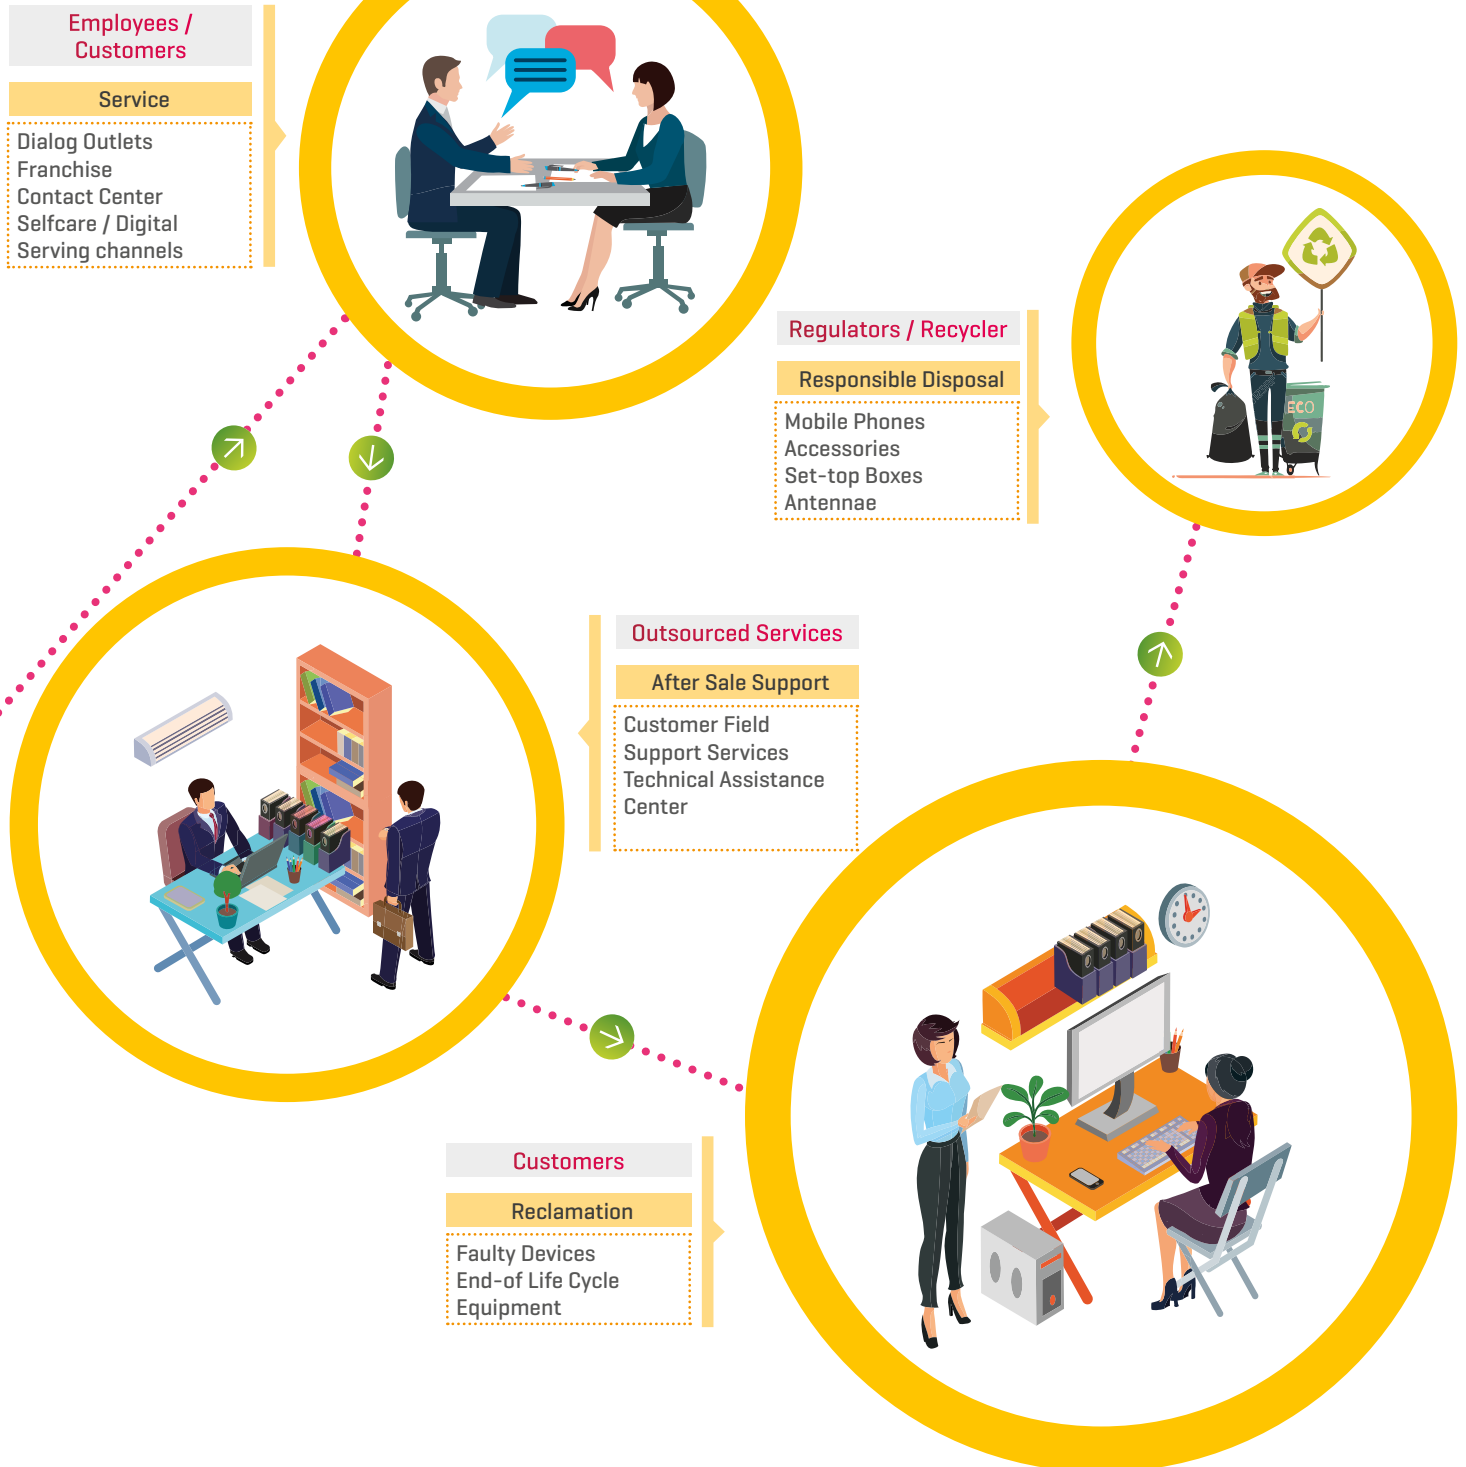 Employees /
Customers
Service
Dialog Outlets
Franchise
Contact Center
Selfcare / Digital
Serving channels
Regulators / Recycler
Responsible Disposal
Mobile Phones
Accessories
Set-top Boxes
Antennae
ECO
Outsourced Services
After Sale Support
Customer Field
Support Services
Technical Assistance
Center
Customers
Reclamation
Faulty Devices
End-of Life Cycle
Equipment